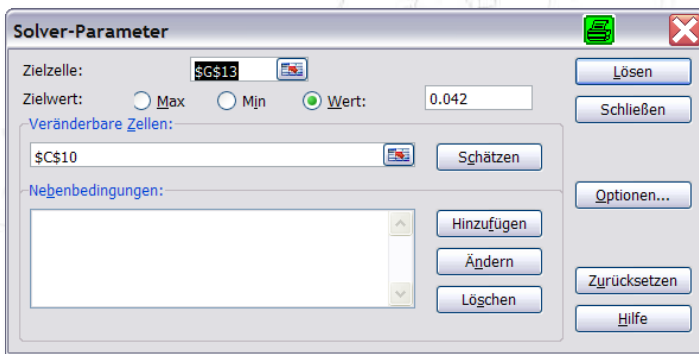 Solver-Parameter
Zielzelle: $G$13
Lösen
Zielwert: Max Min Wert: 0.042
Schließen
Veränderbare Zellen:
$C$10 Schätzen
Nebenbedingungen:
Optionen...
Hinzufügen
Ändern
Löschen
Zurücksetzen
Hilfe